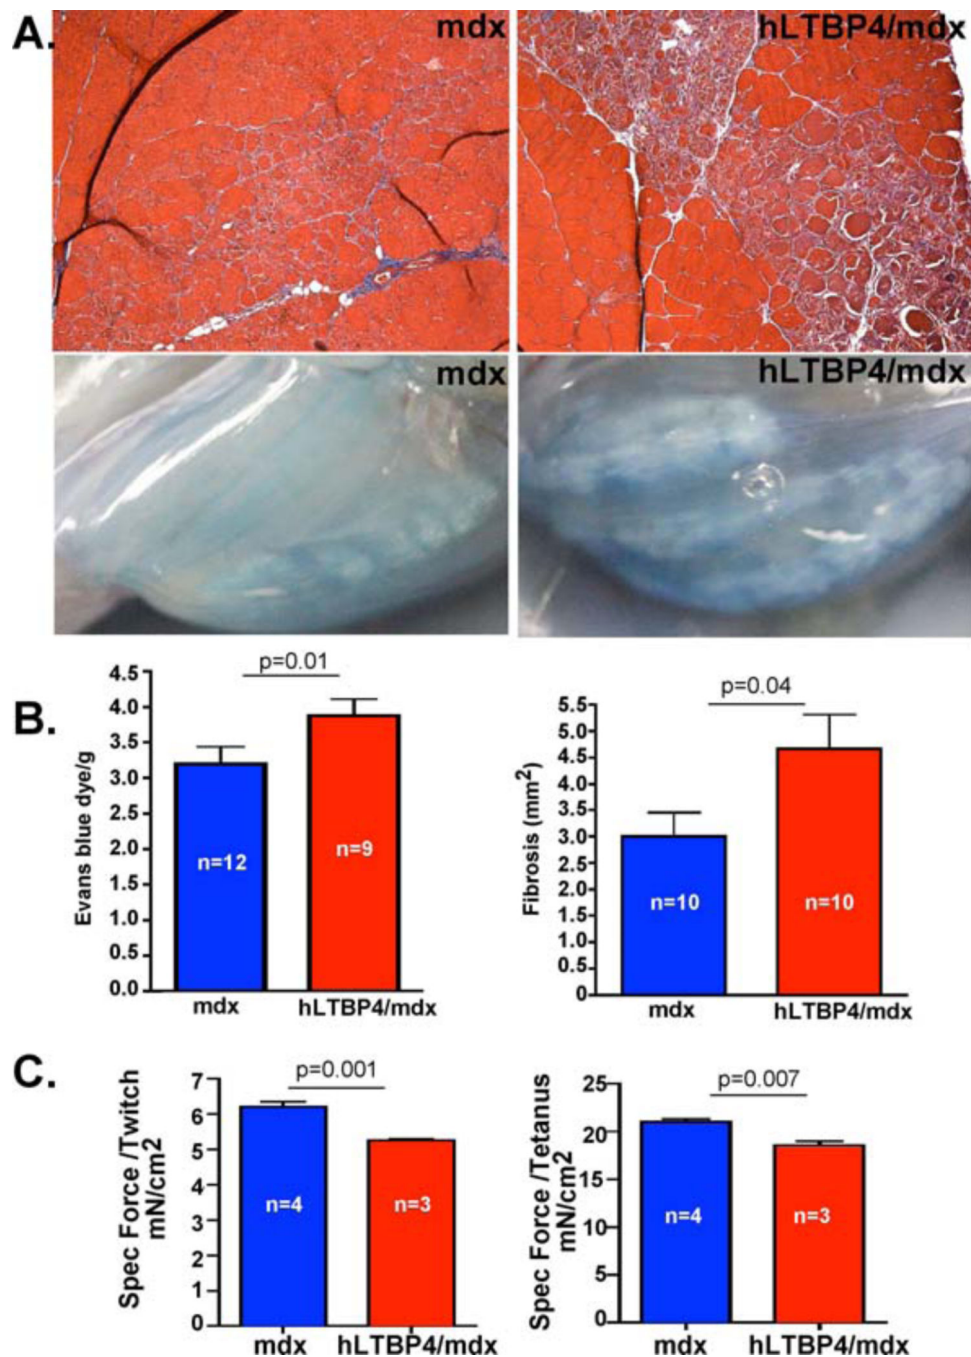 A.
mdx
hLTBP4/mdx
mdx
hLTBP4/mdx
B.
p=0.01
4.5
4.0
3.5
3.0
2.5
2.0
1.5
1.0
0.5
0.0
Evans blue dye/g
n=12
n=9
mdx
hLTBP4/mdx
p=0.04
5.5
5.0
4.5
4.0
3.5
3.0
2.5
2.0
1.5
1.0
0.5
0
Fibrosis (mm²)
n=10
n=10
mdx
hLTBP4/mdx
C.
p=0.001
7
6
5
4
3
2
1
0
Spec Force /Twitch
mN/cm2
n=4
n=3
mdx
hLTBP4/mdx
p=0.007
25
20
15
10
5
0
Spec Force /Tetanus
mN/cm2
n=4
n=3
mdx
hLTBP4/mdx